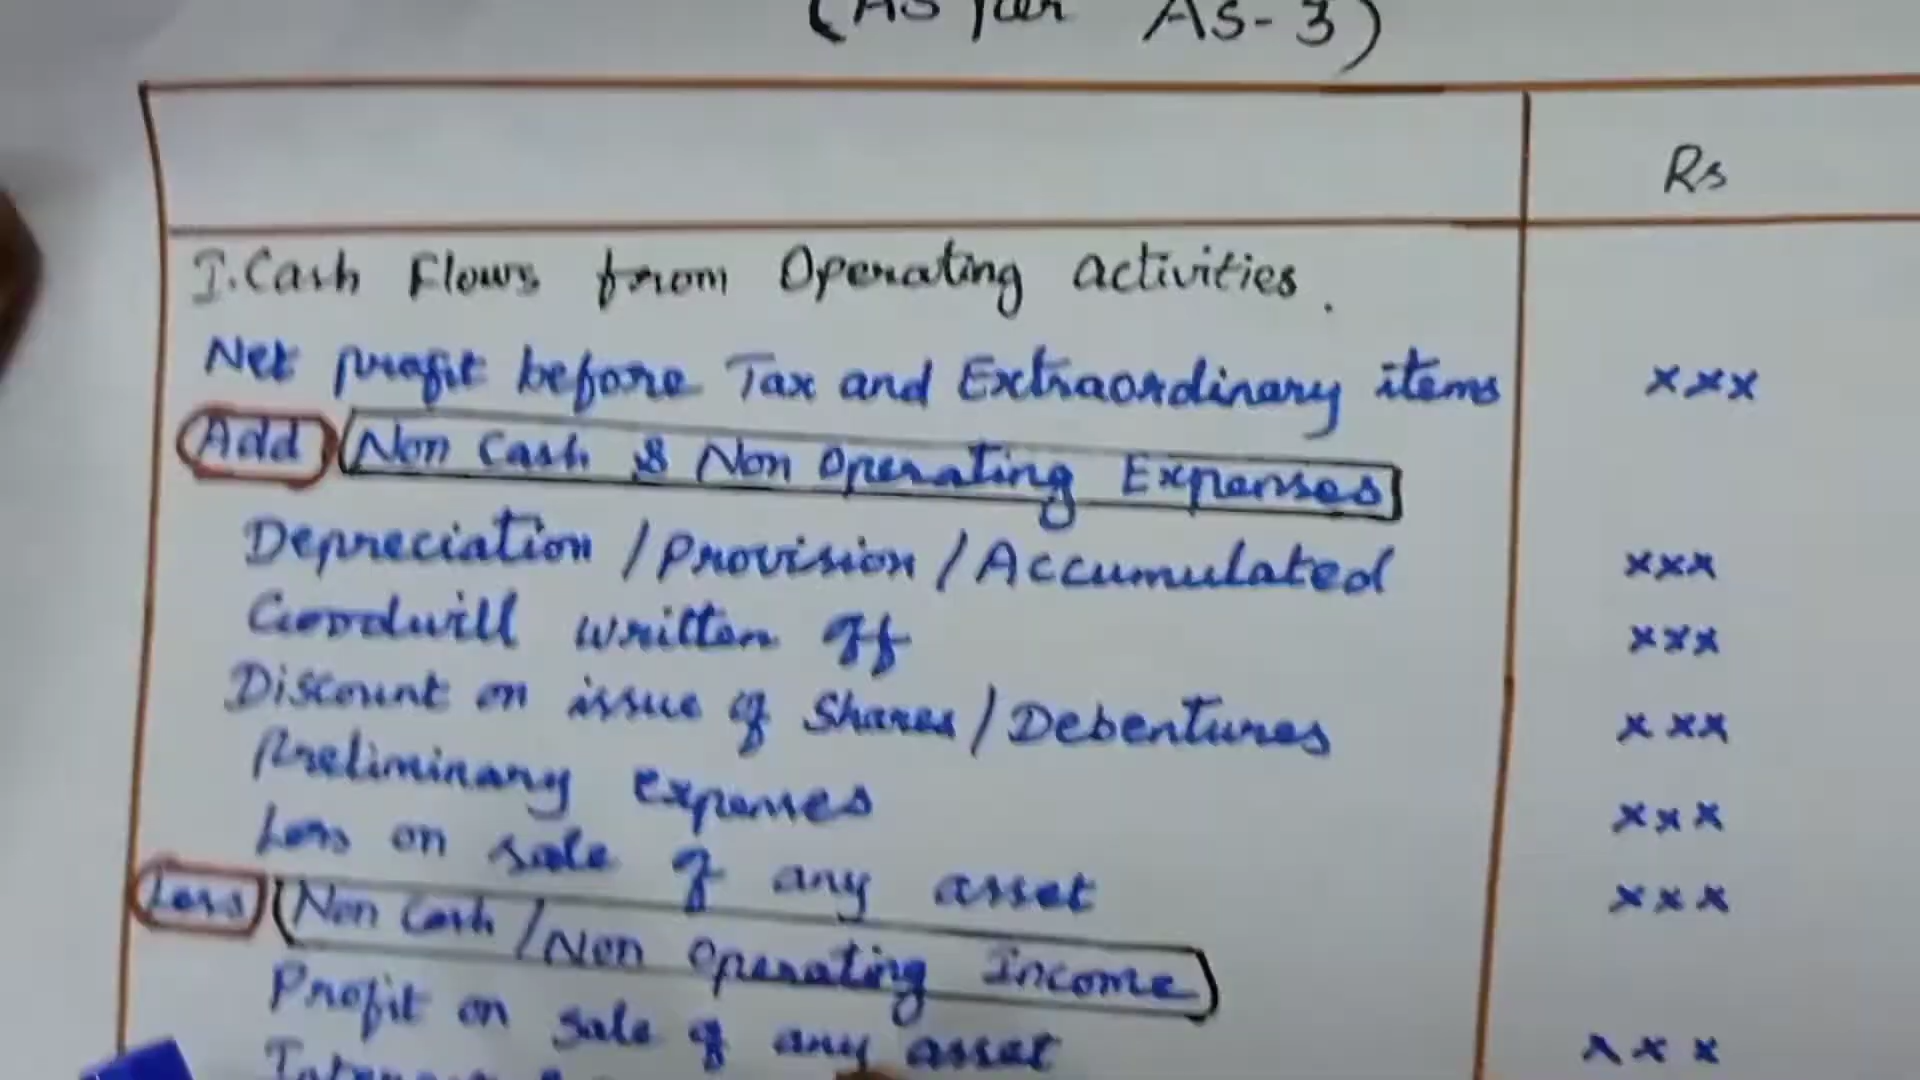 (As per AS-3)
Rs
I. Cash Flows from Operating activities.
Net profit before Tax and Extraordinary items xxx
Add Non Cash & Non Operating Expenses
Depreciation / Provision / Accumulated xxx
Goodwill written off xxx
Discount on issue of Shares / Debentures xxx
Preliminary expenses xxx
Loss on sale of any asset xxx
Less Non Cash / Non Operating Income
Profit on sale of any asset xxx